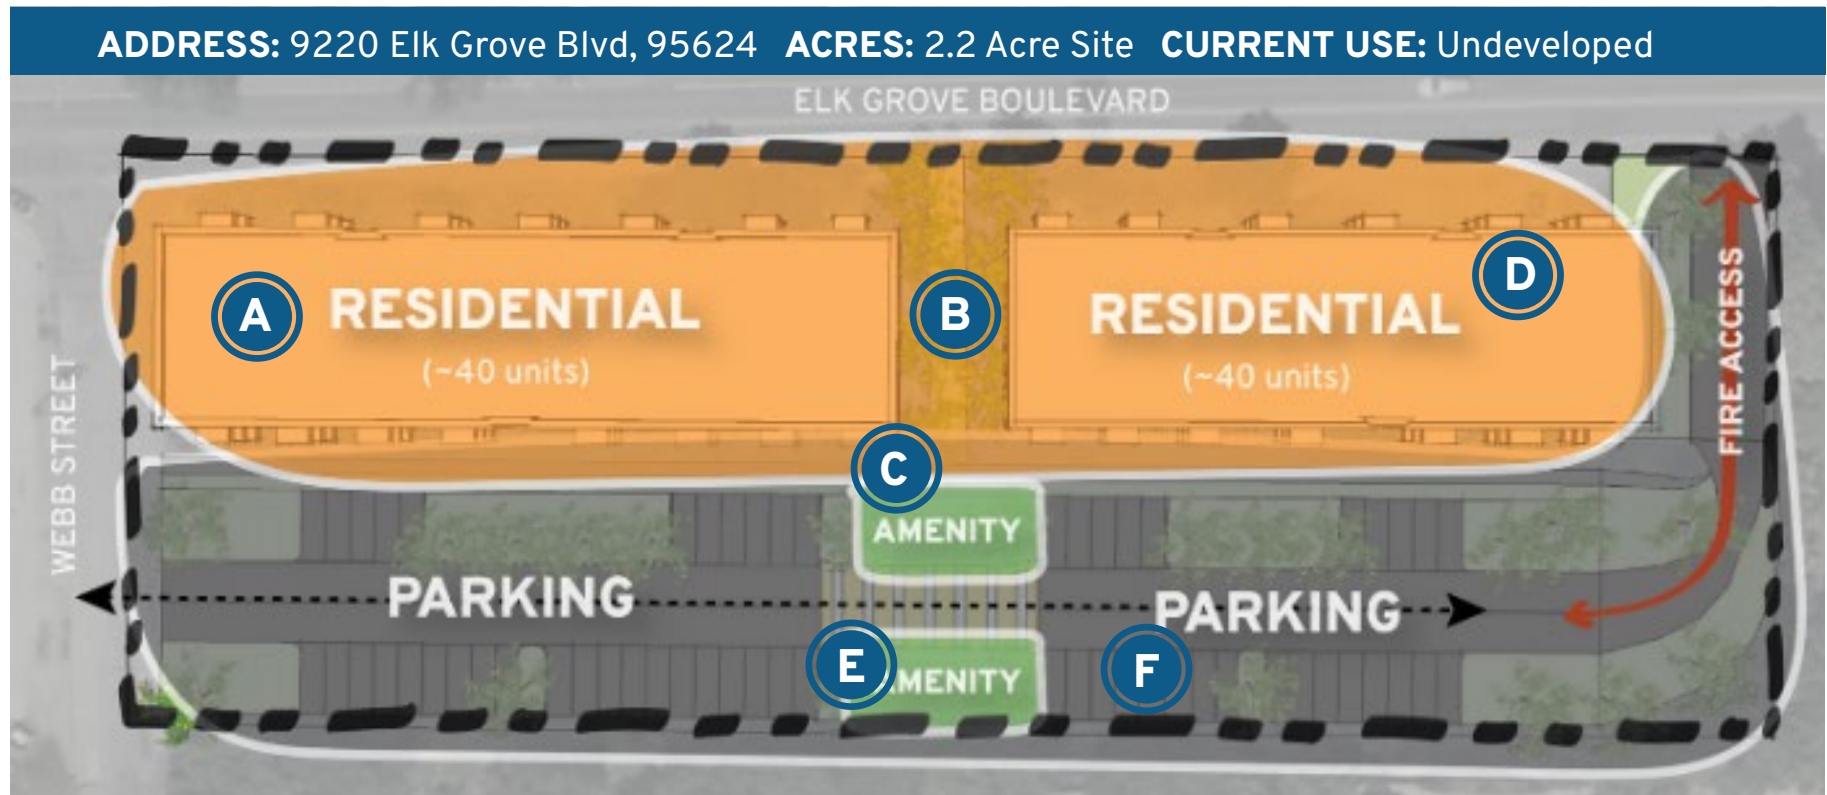 ADDRESS: 9220 Elk Grove Blvd, 95624 ACRES: 2.2 Acre Site CURRENT USE: Undeveloped
ELK GROVE BOULEVARD
A
RESIDENTIAL
(~40 units)
B
RESIDENTIAL
(~40 units)
D
FIRE ACCESS
WEBB STREET
C
AMENITY
PARKING
PARKING
E
AMENITY
F